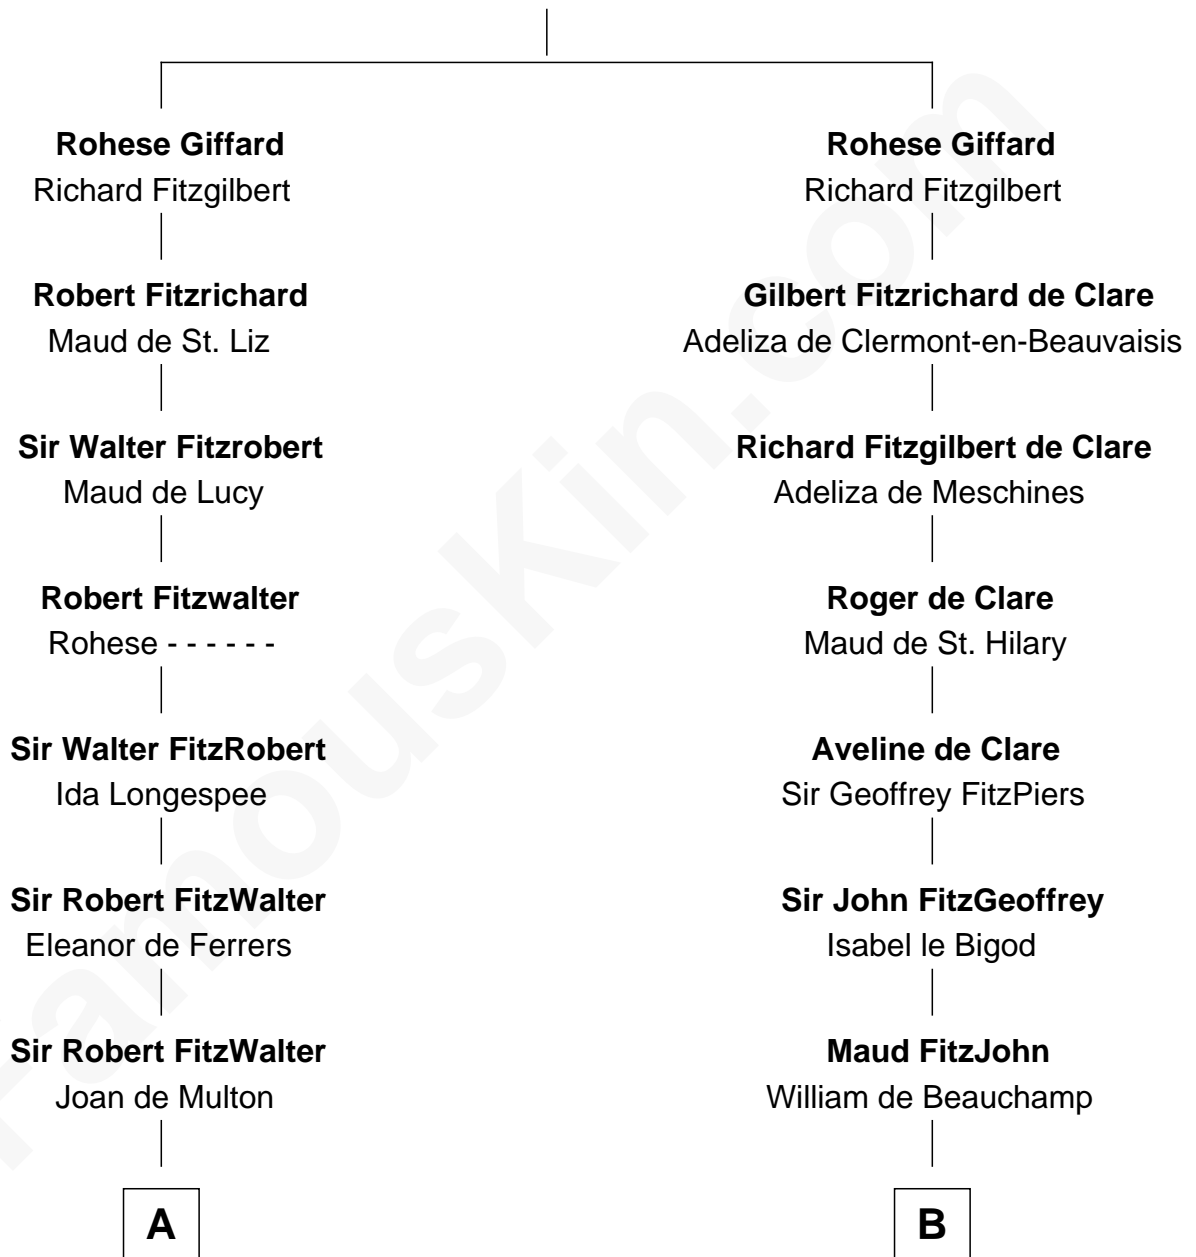 Rohese Giffard
Richard Fitzgilbert
Robert Fitzrichard
Maud de St. Liz
Sir Walter Fitzrobert
Maud de Lucy
Robert Fitzwalter
Rohese - - - - - -
Sir Walter FitzRobert
Ida Longespee
Sir Robert FitzWalter
Eleanor de Ferrers
Sir Robert FitzWalter
Joan de Multon
A
Rohese Giffard
Richard Fitzgilbert
Gilbert Fitzrichard de Clare
Adeliza de Clermont-en-Beauvaisis
Richard Fitzgilbert de Clare
Adeliza de Meschines
Roger de Clare
Maud de St. Hilary
Aveline de Clare
Sir Geoffrey FitzPiers
Sir John FitzGeoffrey
Isabel le Bigod
Maud FitzJohn
William de Beauchamp
B
FamousKin.com